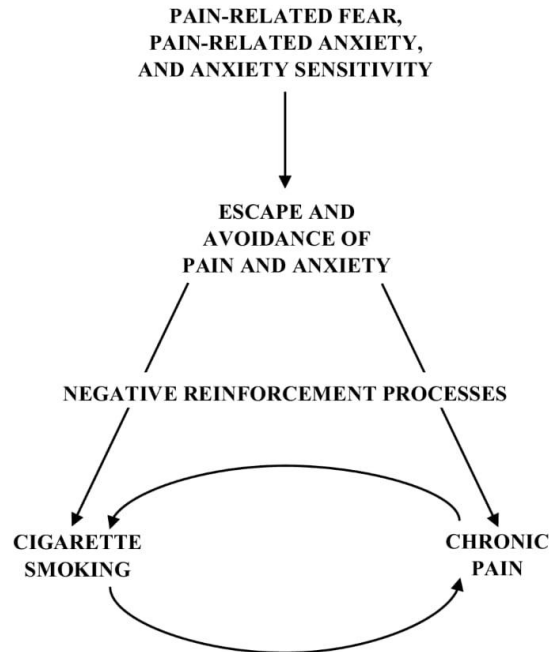 PAIN-RELATED FEAR,
PAIN-RELATED ANXIETY,
AND ANXIETY SENSITIVITY
ESCAPE AND
AVOIDANCE OF
PAIN AND ANXIETY
NEGATIVE REINFORCEMENT PROCESSES
CIGARETTE
SMOKING
CHRONIC
PAIN